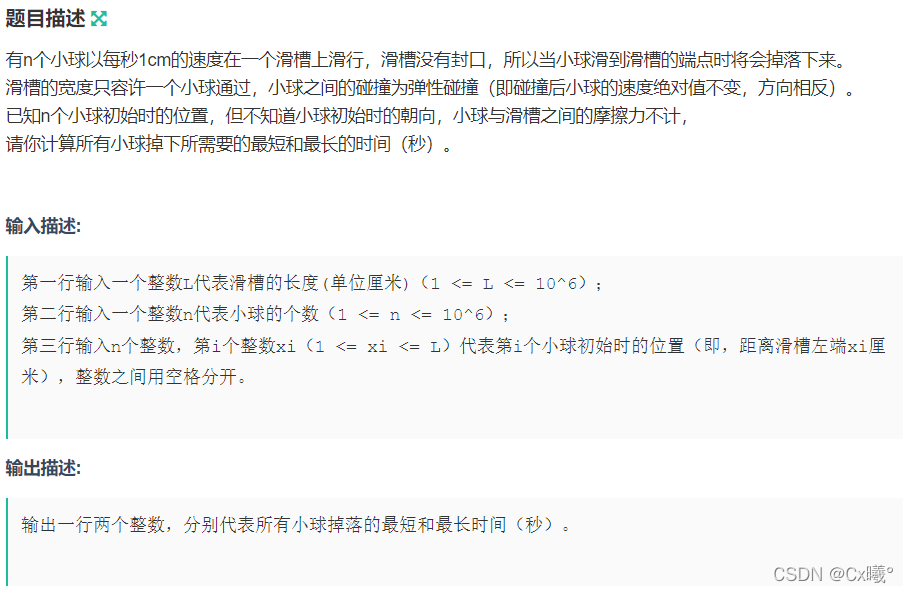 题目描述
有n个小球以每秒1cm的速度在一个滑槽上滑行，滑槽没有封口，所以当小球滑到滑槽的端点时将会掉落下来。
滑槽的宽度只容许一个小球通过，小球之间的碰撞为弹性碰撞（即碰撞后小球的速度绝对值不变，方向相反）。
已知n个小球初始时的位置，但不知道小球初始时的朝向，小球与滑槽之间的摩擦力不计，
请你计算所有小球掉下所需要的最短和最长的时间（秒）。
输入描述:
第一行输入一个整数L代表滑槽的长度(单位厘米)（1 <= L <= 10^6）；
第二行输入一个整数n代表小球的个数（1 <= n <= 10^6）；
第三行输入n个整数，第i个整数xi（1 <= xi <= L）代表第i个小球初始时的位置（即，距离滑槽左端xi厘
米），整数之间用空格分开。
输出描述:
输出一行两个整数，分别代表所有小球掉落的最短和最长时间（秒）。
CSDN @Cx曦°